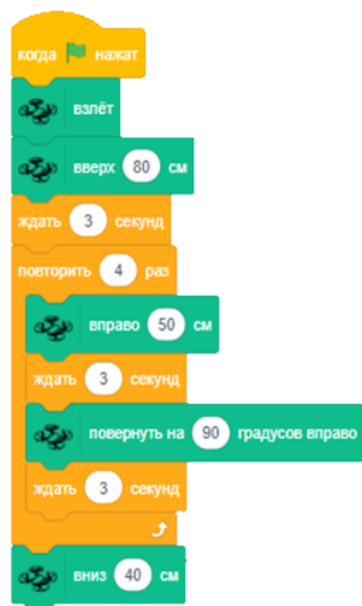 когда нажат
взлёт
вверх 80 см
ждать 3 секунд
повторить 4 раз
вправо 50 см
ждать 3 секунд
повернуть на 90 градусов вправо
ждать 3 секунд
вниз 40 см